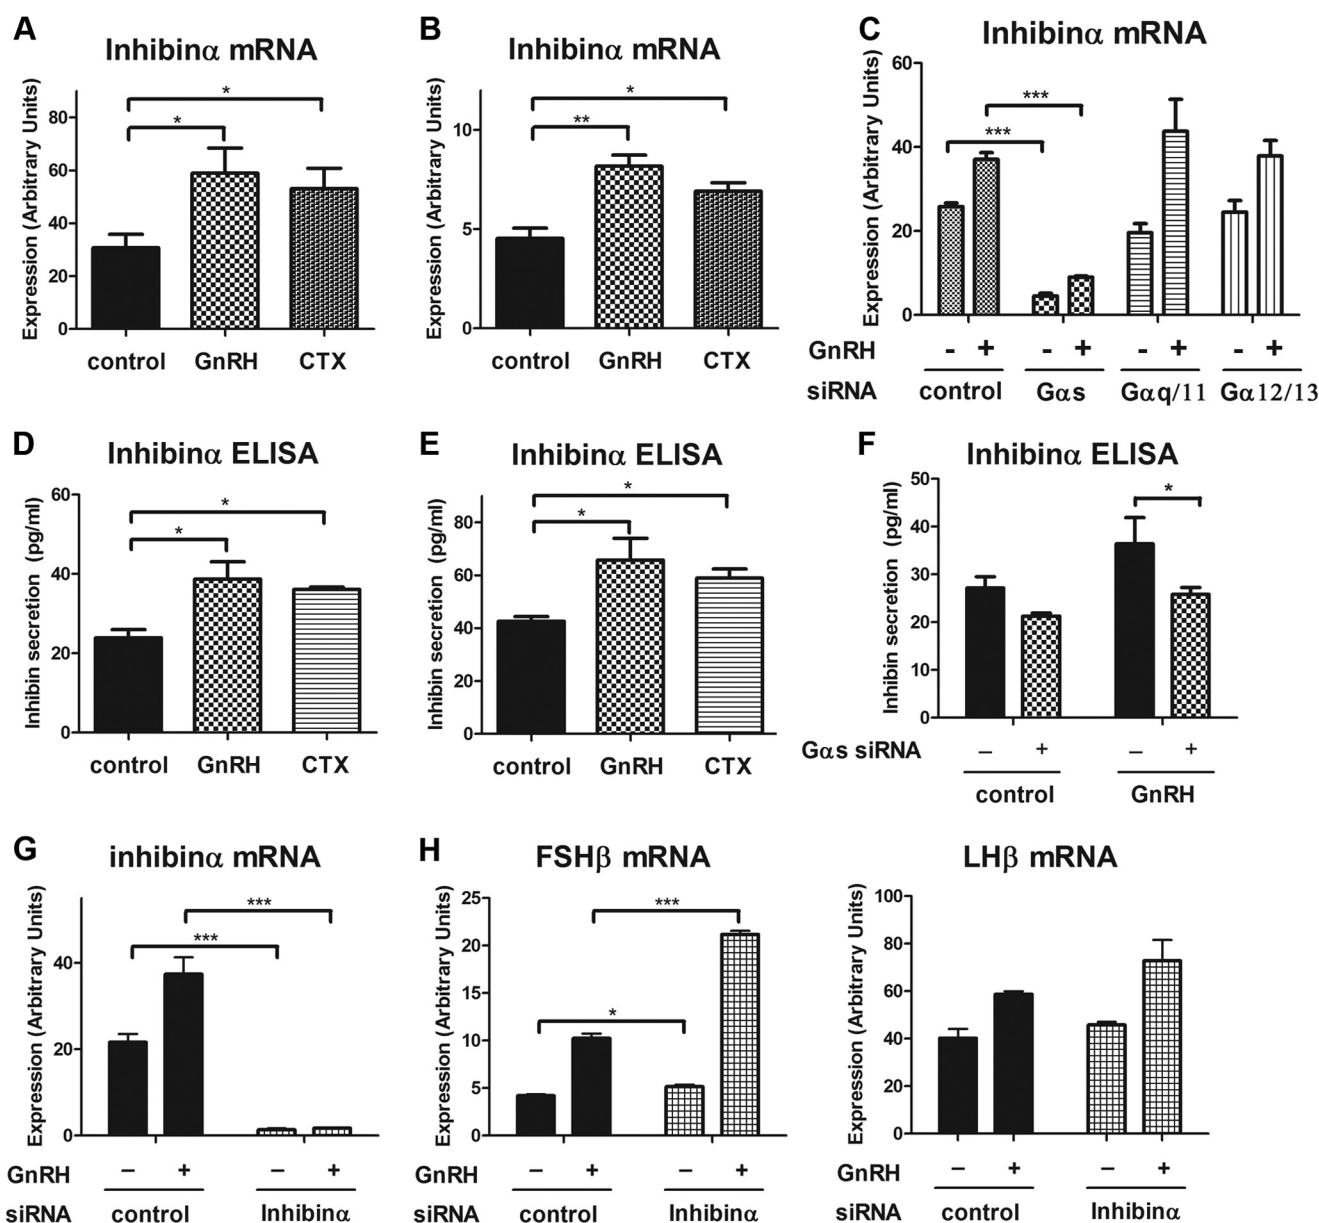 A
Inhibinα mRNA
Expression (Arbitrary Units)
80
60
40
20
0
*
*
control GnRH CTX
B
Inhibinα mRNA
Expression (Arbitrary Units)
10
5
0
*
**
control GnRH CTX
C
Inhibinα mRNA
Expression (Arbitrary Units)
60
40
20
0
***
***
GnRH - + - + - + - +
siRNA control Gαs Gαq/11 Gα12/13
D
Inhibinα ELISA
Inhibin secretion (pg/ml)
60
40
20
0
*
*
control GnRH CTX
E
Inhibinα ELISA
Inhibin secretion (pg/ml)
80
60
40
20
0
*
*
control GnRH CTX
F
Inhibinα ELISA
Inhibin secretion (pg/ml)
50
40
30
20
10
0
*
Gαs siRNA – + – +
control GnRH
G
inhibinα mRNA
Expression (Arbitrary Units)
40
20
0
***
***
GnRH – + – +
siRNA control Inhibinα
H
FSHβ mRNA
Expression (Arbitrary Units)
25
20
15
10
5
0
***
*
GnRH – + – +
siRNA control Inhibinα
LHβ mRNA
Expression (Arbitrary Units)
100
80
60
40
20
0
GnRH – + – +
siRNA control Inhibinα